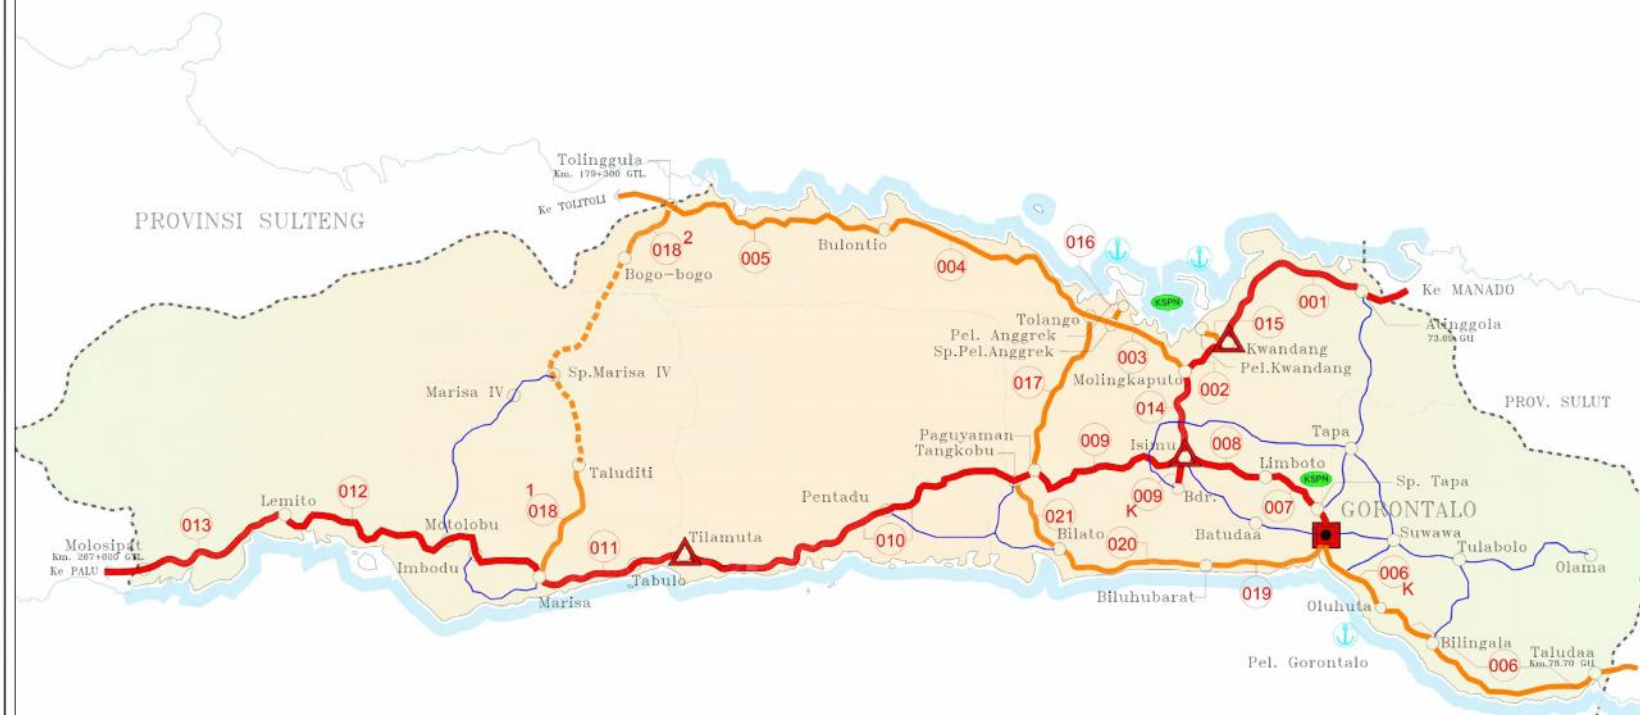 Tolinggula
Km. 179+300 GTL.
Ke TOLITOLI
PROVINSI SULTENG
018
2
005
Bulontio
004
016
Bogo-bogo
KSPN
001
Ke MANADO
Tolango
Pel. Anggrek
Sp.Pel.Anggrek
003
015
Atinggola
Kwandang
Pel.Kwandang
Sp.Marisa IV
Marisa IV
017
Molingkaputo
002
014
PROV. SULUT
Paguyaman
Tangkobu
009
Isimu
008
Tapa
Taluditi
Limboto
KSPN
Sp. Tapa
Lemito
012
1
018
Pentadu
009
K
Bdr.
007
GORONTALO
013
Motolobu
021
Batudaa
Suwawa
Molosipat
Km. 267+600 GTL.
Ke PALU
Imbodu
011
Tilamuta
010
Bilato
020
Tulabolo
Olama
Tabulo
Marisa
Biluhubarat
019
006
K
Oluhuta
Bilingala
Pel. Gorontalo
006
Taludaa
Km.78.70 Gtl